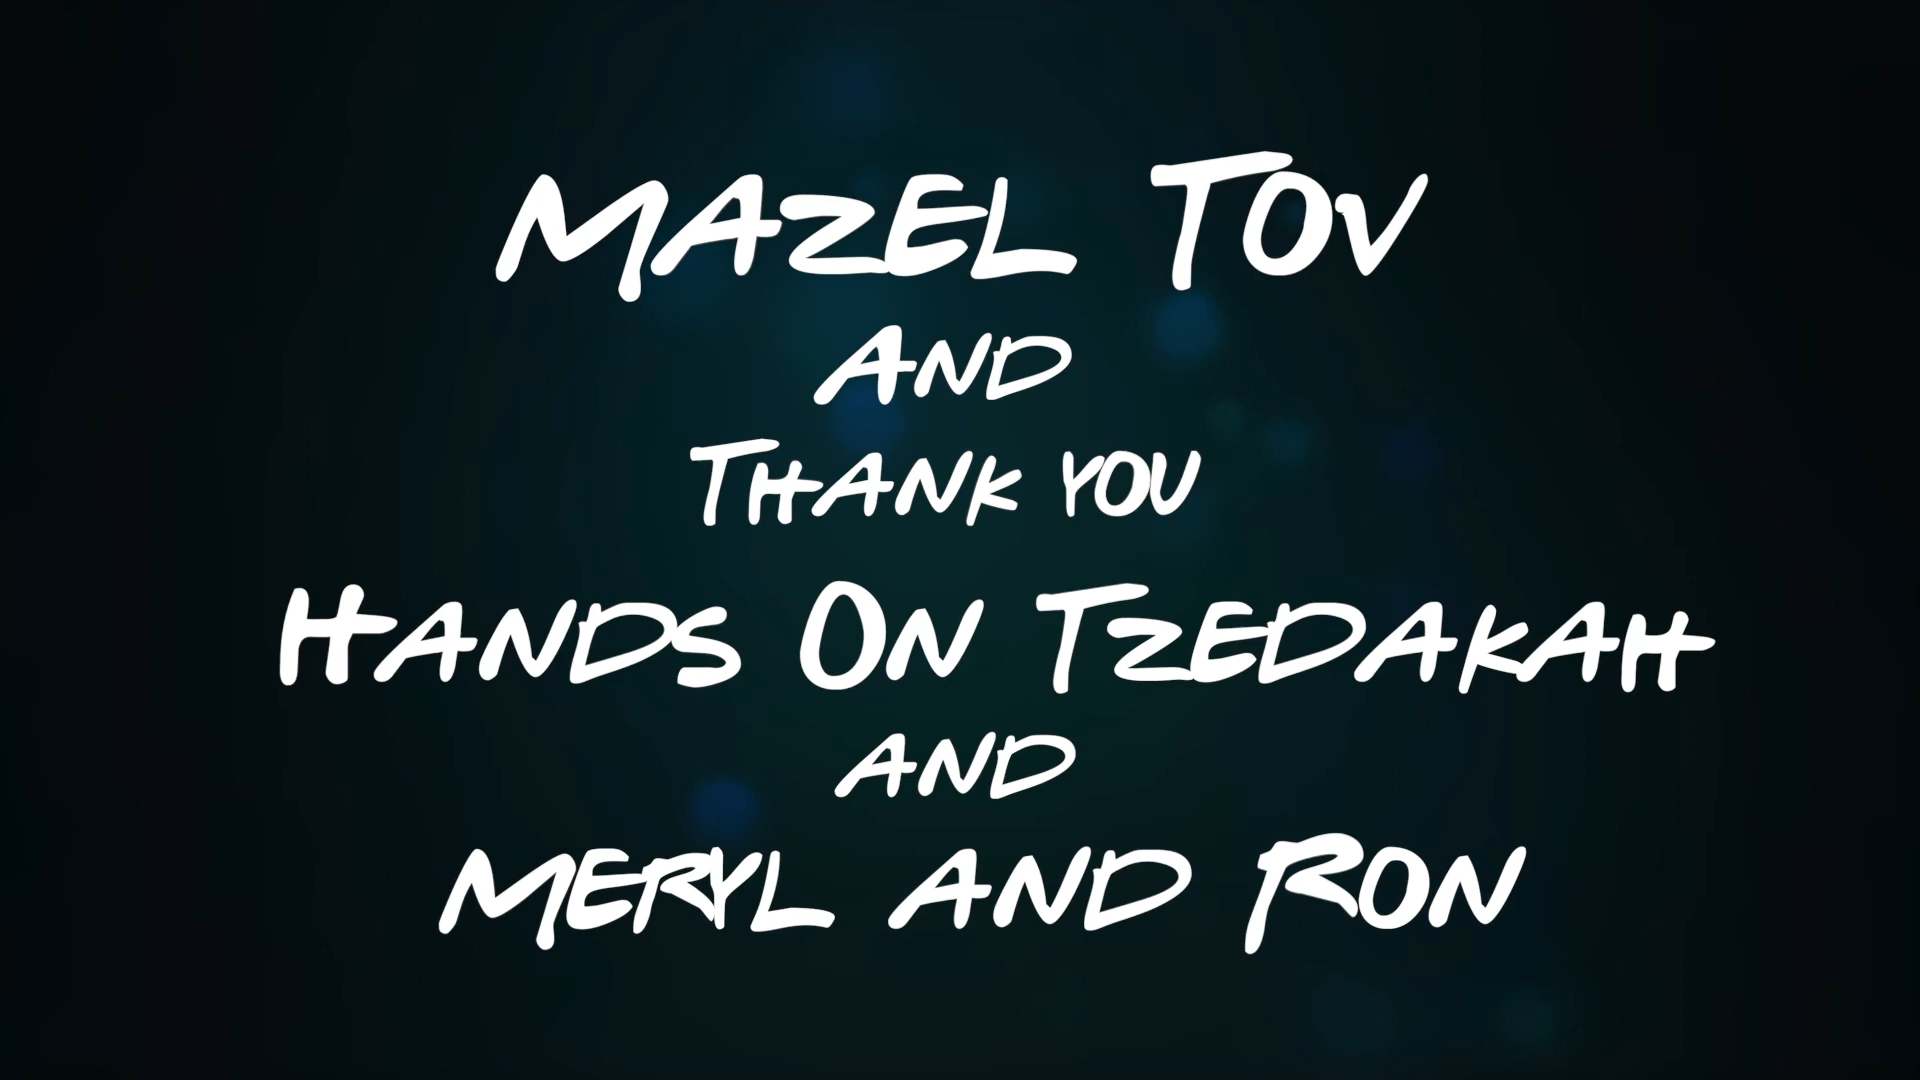 Mazel Tov
And
Thank you
Hands On Tzedakah
and
Meryl and Ron